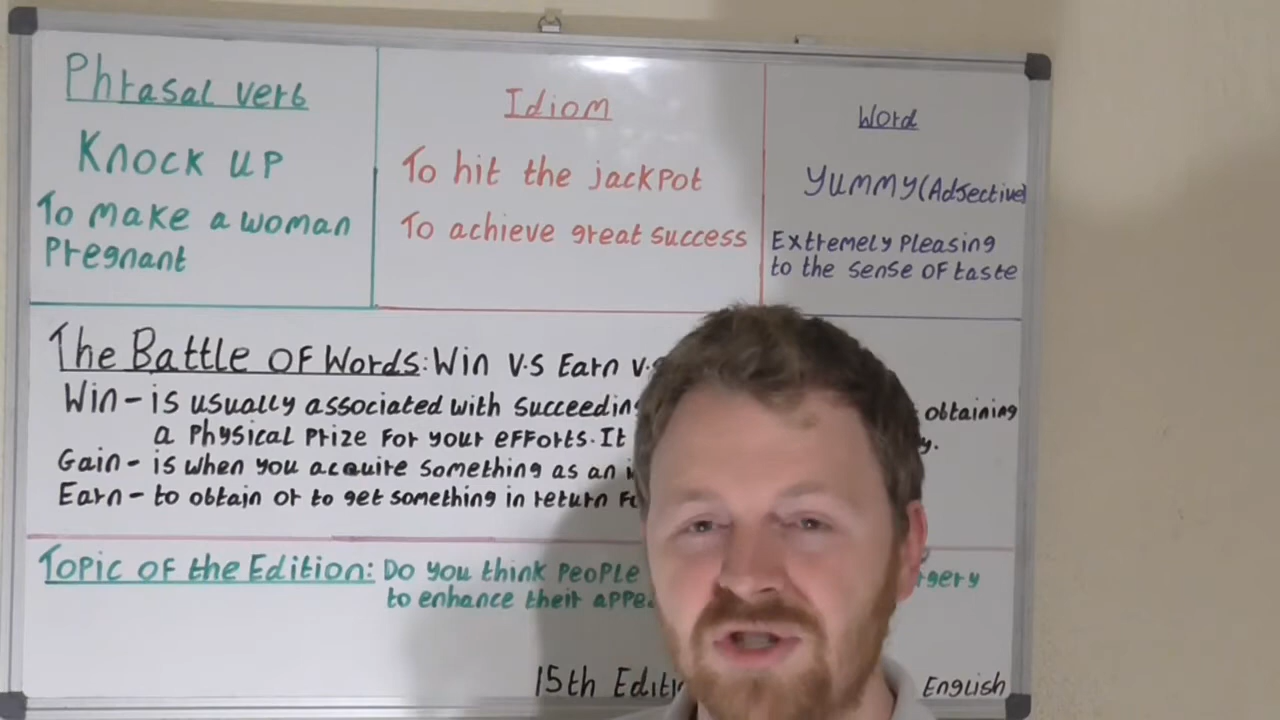 Phrasal verb
Knock up
To make a woman
Pregnant
Idiom
To hit the jackpot
To achieve great success
Word
Yummy (Adjective)
Extremely pleasing
to the sense of taste
The Battle of Words: Win V.S Earn V.S
Win - is usually associated with succeeding obtaining
a physical prize for your efforts. It
Gain - is when you acquire something as an
Earn - to obtain or to get something in return
Topic of the Edition: Do you think people
to enhance their
15th Edition English